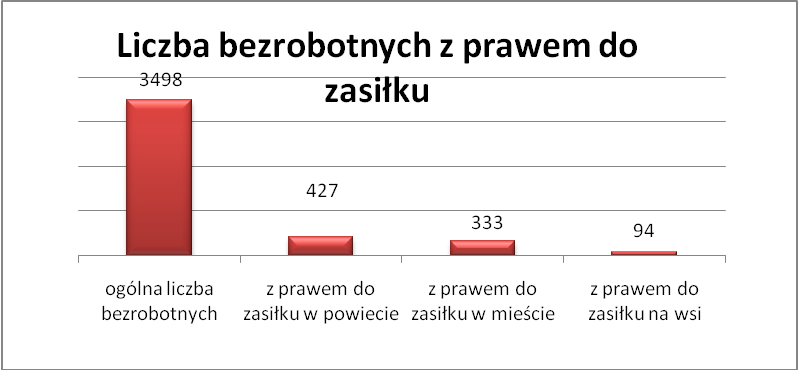 Liczba bezrobotnych z prawem do
zasiłku
3498
427
333
94
ogólna liczba
bezrobotnych
z prawem do
zasiłku w powiecie
z prawem do
zasiłku w mieście
z prawem do
zasiłku na wsi